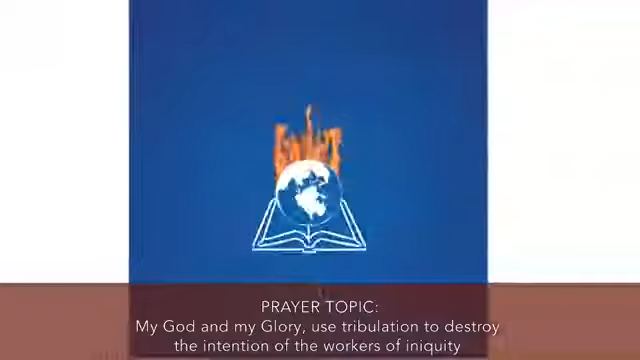 PRAYER TOPIC:
My God and my Glory, use tribulation to destroy
the intention of the workers of iniquity